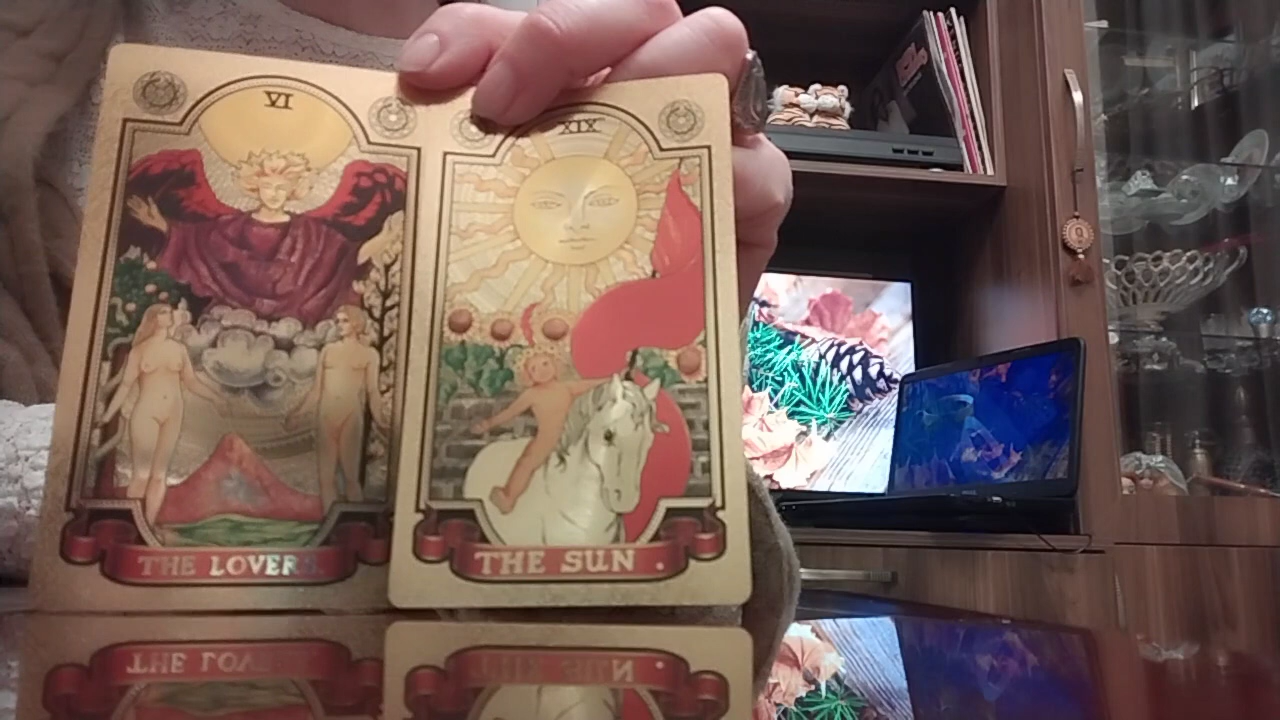 VI
XIX
THE LOVERS
THE SUN .